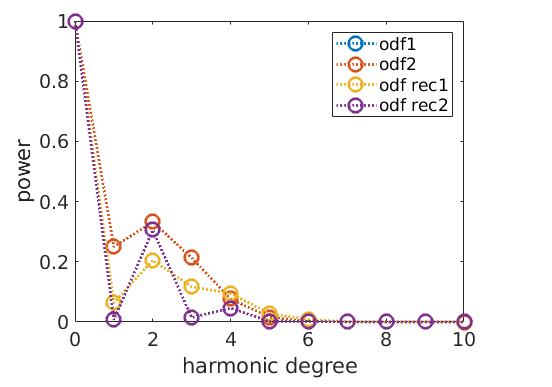 1
0.8
0.6
0.4
0.2
0
power
odf1
odf2
odf rec1
odf rec2
0 2 4 6 8 10
harmonic degree